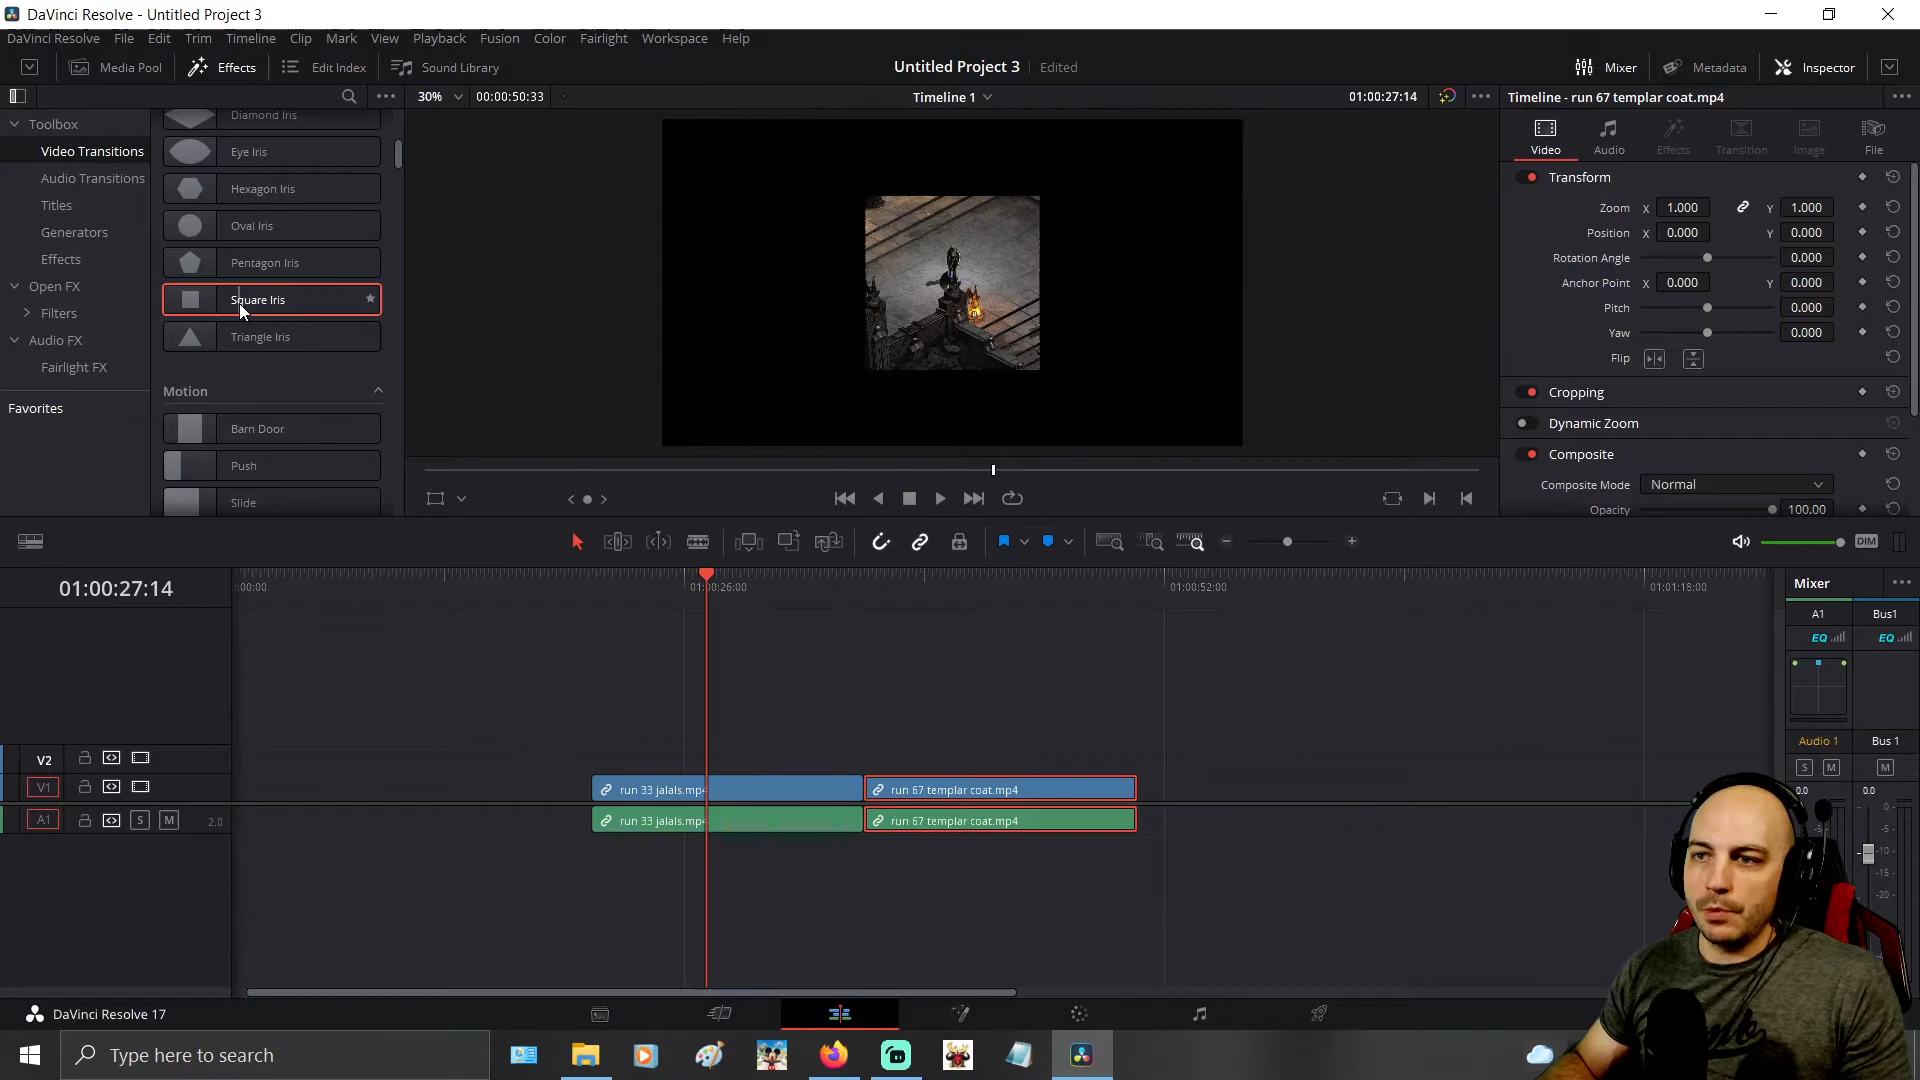 DaVinci Resolve - Untitled Project 3
DaVinci Resolve File Edit Trim Timeline Clip Mark View Playback Fusion Color Fairlight Workspace Help
Media Pool Effects Edit Index Sound Library Untitled Project 3 Edited Mixer Metadata Inspector
30% 00:00:50:33 Timeline 1 01:00:27:14 Timeline - run 67 templar coat.mp4
Toolbox
Video Transitions
Audio Transitions
Titles
Generators
Effects
Open FX
Filters
Audio FX
Fairlight FX
Favorites
Diamond Iris
Eye Iris
Hexagon Iris
Oval Iris
Pentagon Iris
Square Iris
Triangle Iris
Motion
Barn Door
Push
Slide
Video Audio Effects Transition Image File
Transform
Zoom X 1.000 Y 1.000
Position X 0.000 Y 0.000
Rotation Angle 0.000
Anchor Point X 0.000 Y 0.000
Pitch 0.000
Yaw 0.000
Flip
Cropping
Dynamic Zoom
Composite
Composite Mode Normal
Opacity 100.00
DIM
01:00:27:14
:00:00 01:00:26:00 01:00:52:00 01:01:18:00
V2
V1
A1 S M 2.0
run 33 jalals.mp4 run 67 templar coat.mp4
run 33 jalals.mp4 run 67 templar coat.mp4
Mixer
A1 Bus1
EQ EQ
Audio 1 Bus 1
S M M
0.0 0.0
0
-5
-10
-15
-20
DaVinci Resolve 17
Type here to search